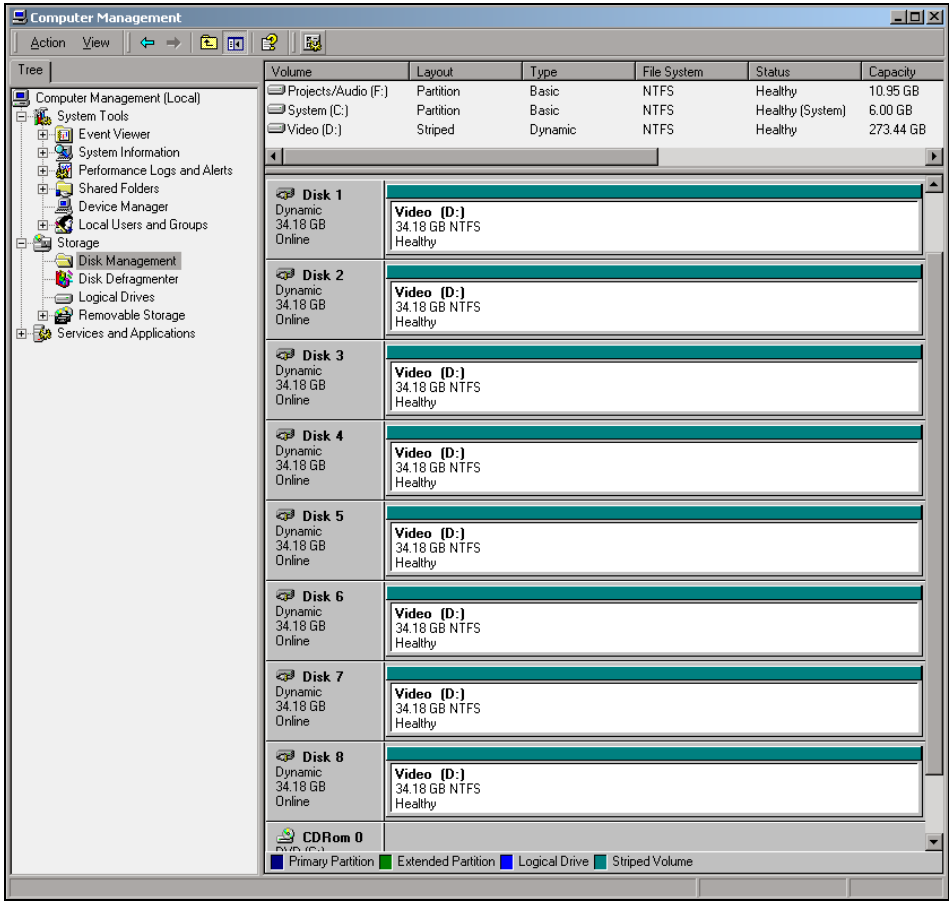 Computer Management
Action View
Tree
Computer Management (Local)
System Tools
Event Viewer
System Information
Performance Logs and Alerts
Shared Folders
Device Manager
Local Users and Groups
Storage
Disk Management
Disk Defragmenter
Logical Drives
Removable Storage
Services and Applications
Volume Layout Type File System Status Capacity
Projects/Audio (F:) Partition Basic NTFS Healthy 10.95 GB
System (C:) Partition Basic NTFS Healthy (System) 6.00 GB
Video (D:) Striped Dynamic NTFS Healthy 273.44 GB
Disk 1
Dynamic
34.18 GB
Online
Video (D:)
34.18 GB NTFS
Healthy
Disk 2
Dynamic
34.18 GB
Online
Video (D:)
34.18 GB NTFS
Healthy
Disk 3
Dynamic
34.18 GB
Online
Video (D:)
34.18 GB NTFS
Healthy
Disk 4
Dynamic
34.18 GB
Online
Video (D:)
34.18 GB NTFS
Healthy
Disk 5
Dynamic
34.18 GB
Online
Video (D:)
34.18 GB NTFS
Healthy
Disk 6
Dynamic
34.18 GB
Online
Video (D:)
34.18 GB NTFS
Healthy
Disk 7
Dynamic
34.18 GB
Online
Video (D:)
34.18 GB NTFS
Healthy
Disk 8
Dynamic
34.18 GB
Online
Video (D:)
34.18 GB NTFS
Healthy
CDRom 0
Primary Partition Extended Partition Logical Drive Striped Volume